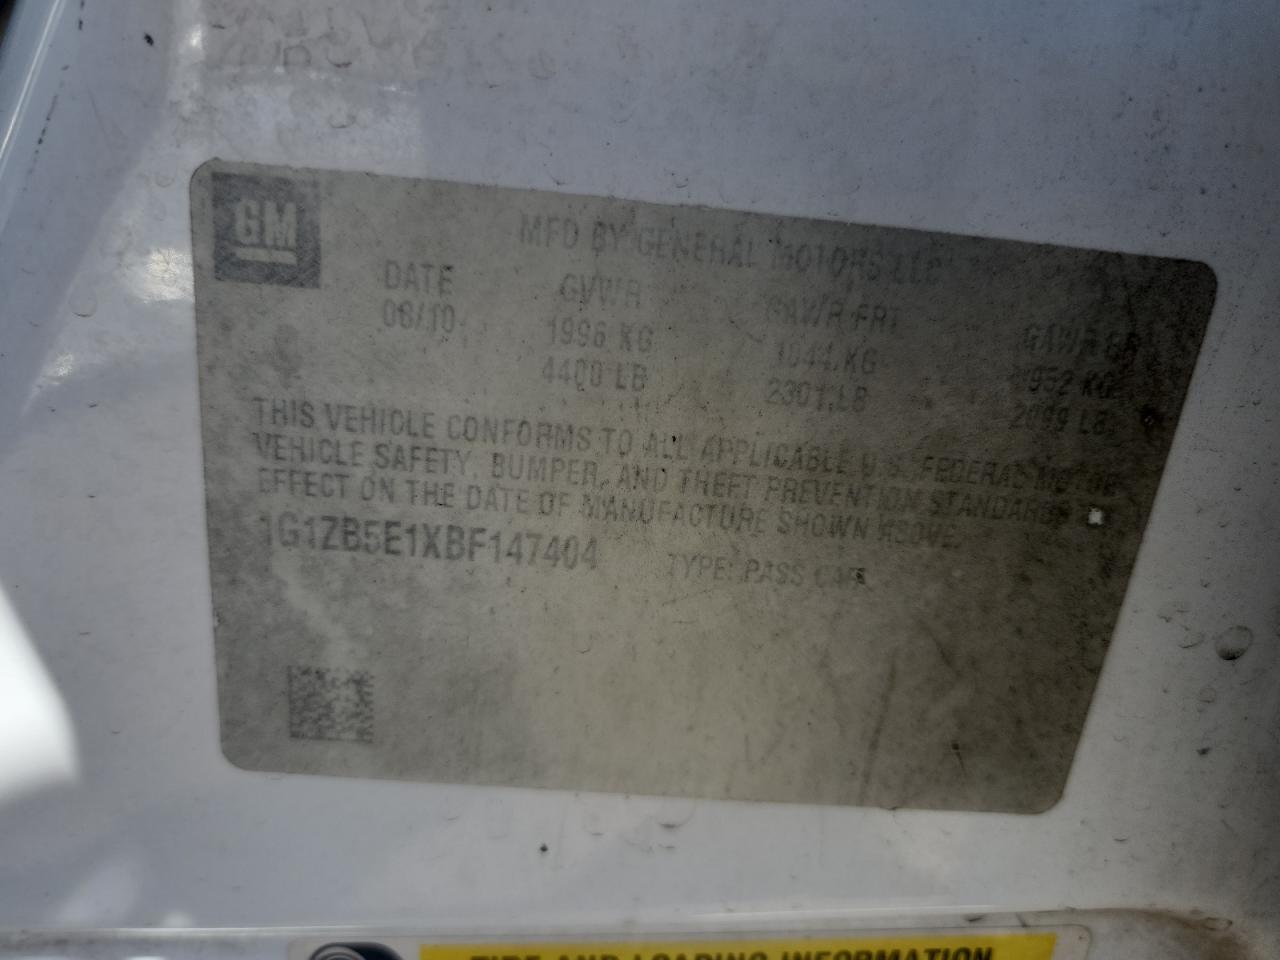 GM
MFD BY GENERAL MOTORS LLC
DATE GVWR GAWR FRT GAWR RR
08/10 1996 KG 1044 KG 952 KG
4400 LB 2301 LB 2099 LB
THIS VEHICLE CONFORMS TO ALL APPLICABLE U.S. FEDERAL MOTOR
VEHICLE SAFETY, BUMPER, AND THEFT PREVENTION STANDARDS IN
EFFECT ON THE DATE OF MANUFACTURE SHOWN ABOVE.
1G1ZB5E1XBF147404 TYPE: PASS CAR
TIRE AND LOADING INFORMATION